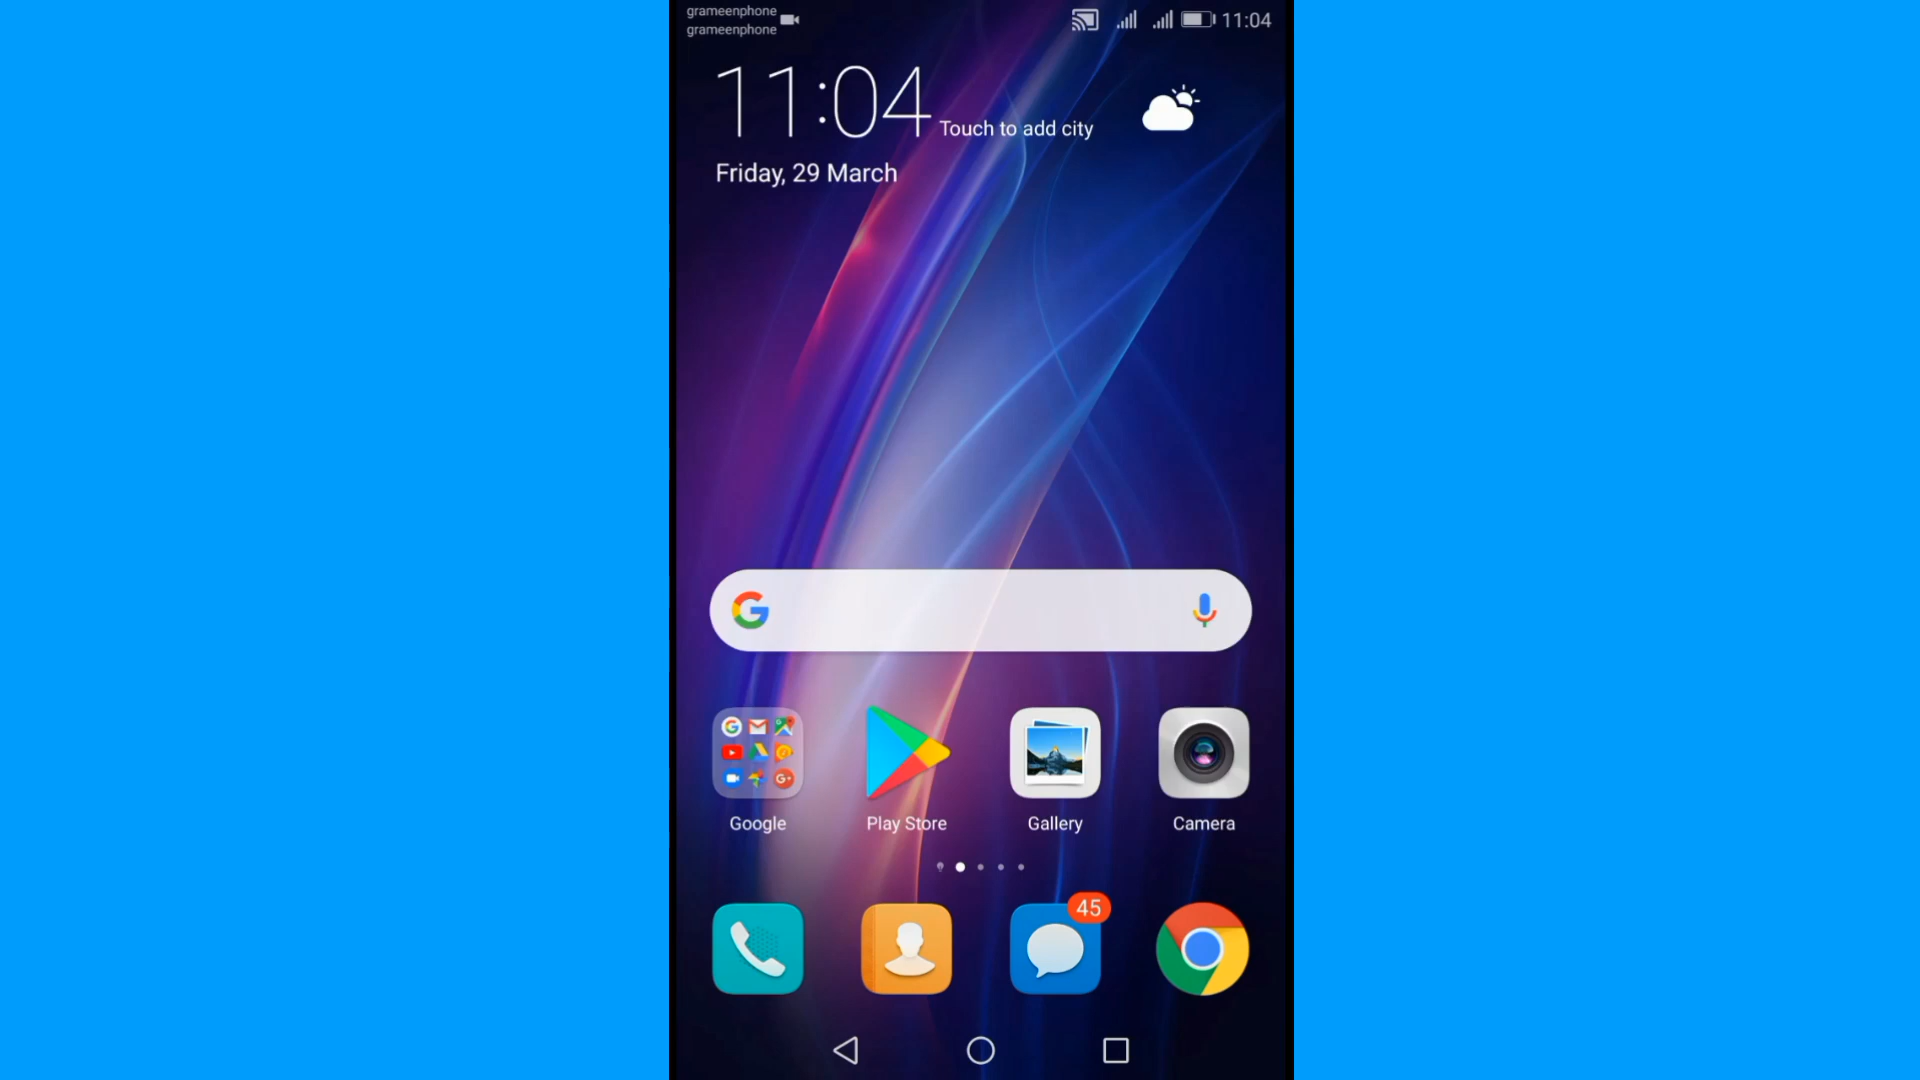 grameenphone
grameenphone
11:04
11:04
Touch to add city
Friday, 29 March
Google
Play Store
Gallery
Camera
45